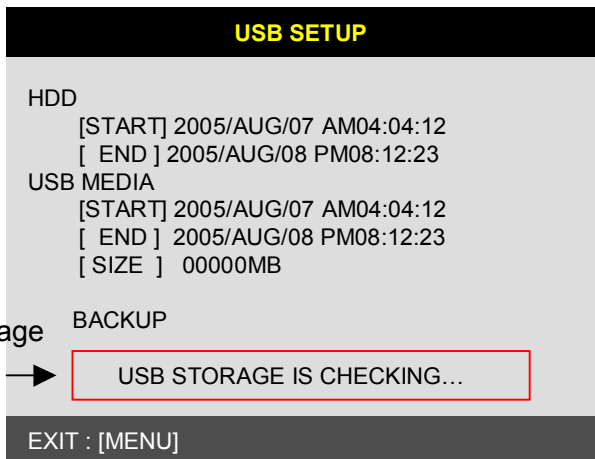 USB SETUP
HDD
[START] 2005/AUG/07 AM04:04:12
[ END ] 2005/AUG/08 PM08:12:23
USB MEDIA
[START] 2005/AUG/07 AM04:04:12
[ END ] 2005/AUG/08 PM08:12:23
[ SIZE ] 00000MB
BACKUP
age
USB STORAGE IS CHECKING…
EXIT : [MENU]